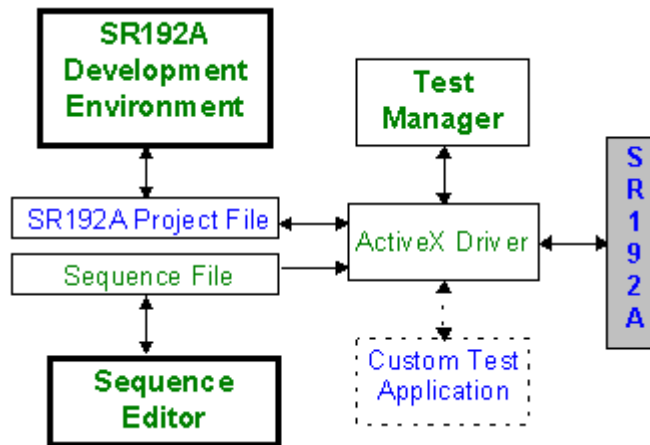 SR192A
Development
Environment
Test
Manager
SR192A Project File
Sequence File
ActiveX Driver
S
R
1
9
2
A
Sequence
Editor
Custom Test
Application